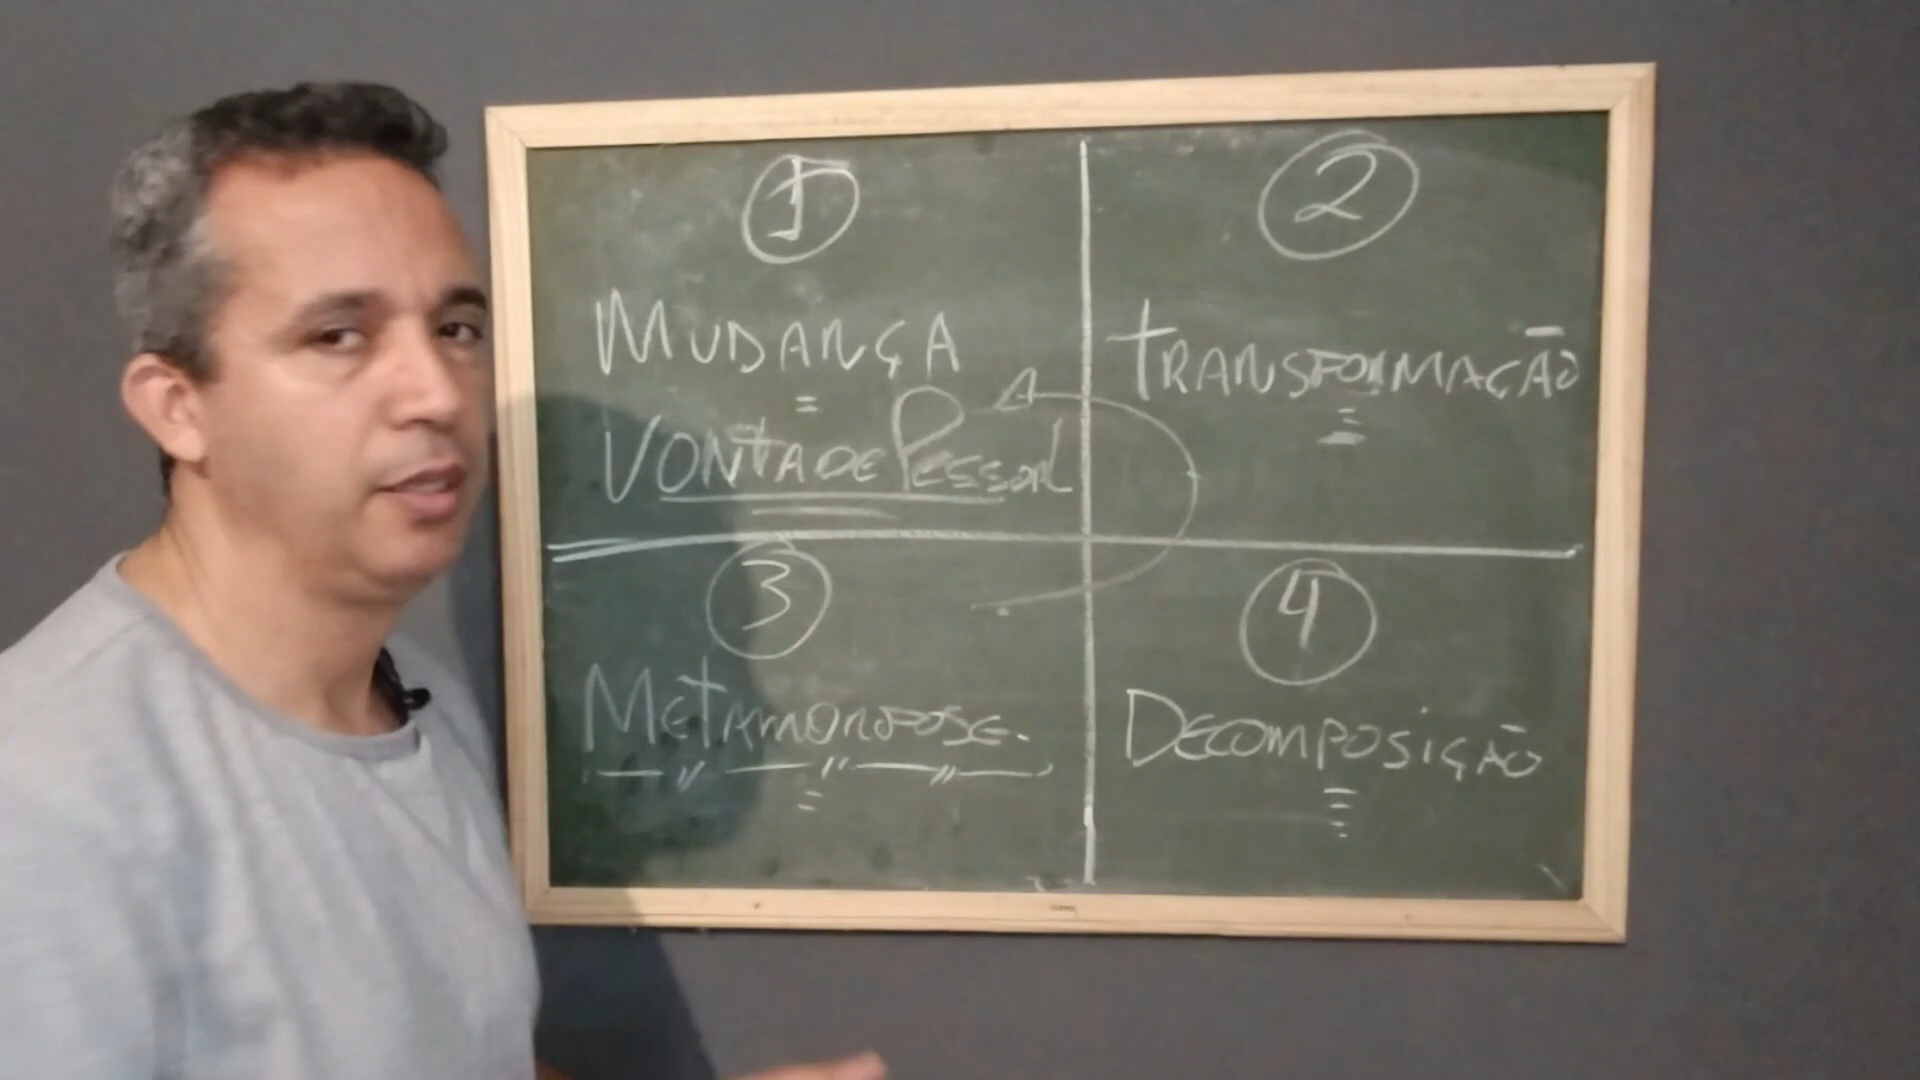 1
MUDANÇA
=
VONTADE PESSOAL
2
TRANSFORMAÇÃO
3
METAMORFOSE.
4
DECOMPOSIÇÃO